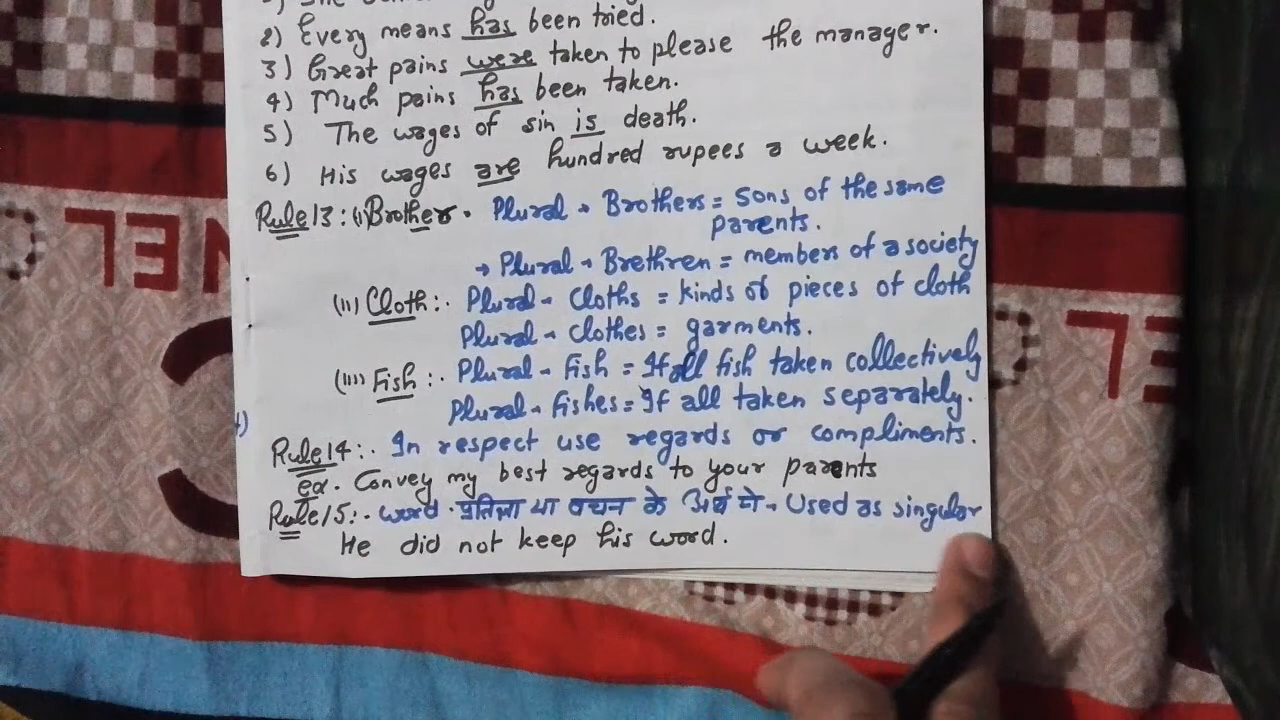 2) Every means has been tried.
3) Great pains were taken to please the manager.
4) Much pains has been taken.
5) The wages of sin is death.
6) His wages are hundred rupees a week.
Rule 13: (i) Brother. Plural → Brothers = Sons of the same
parents.
→ Plural → Brethren = members of a society
(ii) Cloth:. Plural - Cloths = kinds of pieces of cloth
Plural - Clothes = garments.
(iii) Fish :. Plural - Fish = If all fish taken collectively
Plural - Fishes = If all taken separately.
Rule 14:. In respect use regards or compliments.
ex. Convey my best regards to your parents
Rule 15:. Word. प्रतिज्ञा या वचन के अर्थ मे - Used as singular
He did not keep his word.